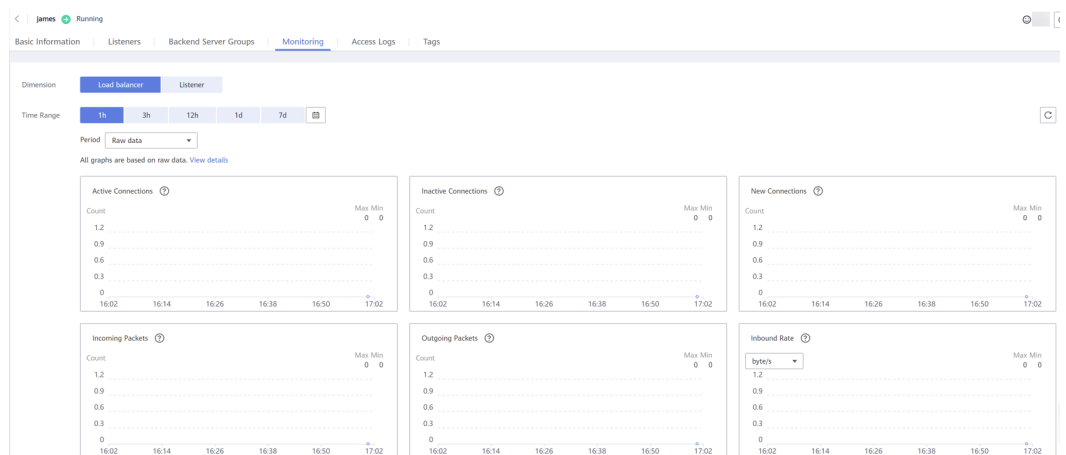 james Running
Basic Information Listeners Backend Server Groups Monitoring Access Logs Tags
Dimension Load balancer Listener
Time Range 1h 3h 12h 1d 7d
Period Raw data
All graphs are based on raw data. View details
Active Connections ?
Count Max Min
0 0
1.2
0.9
0.6
0.3
0
16:02 16:14 16:26 16:38 16:50 17:02
Inactive Connections ?
Count Max Min
0 0
1.2
0.9
0.6
0.3
0
16:02 16:14 16:26 16:38 16:50 17:02
New Connections ?
Count Max Min
0 0
1.2
0.9
0.6
0.3
0
16:02 16:14 16:26 16:38 16:50 17:02
Incoming Packets ?
Count Max Min
0 0
1.2
0.9
0.6
0.3
0
16:02 16:14 16:26 16:38 16:50 17:02
Outgoing Packets ?
Count Max Min
0 0
1.2
0.9
0.6
0.3
0
16:02 16:14 16:26 16:38 16:50 17:02
Inbound Rate ?
byte/s Max Min
0 0
1.2
0.9
0.6
0.3
0
16:02 16:14 16:26 16:38 16:50 17:02